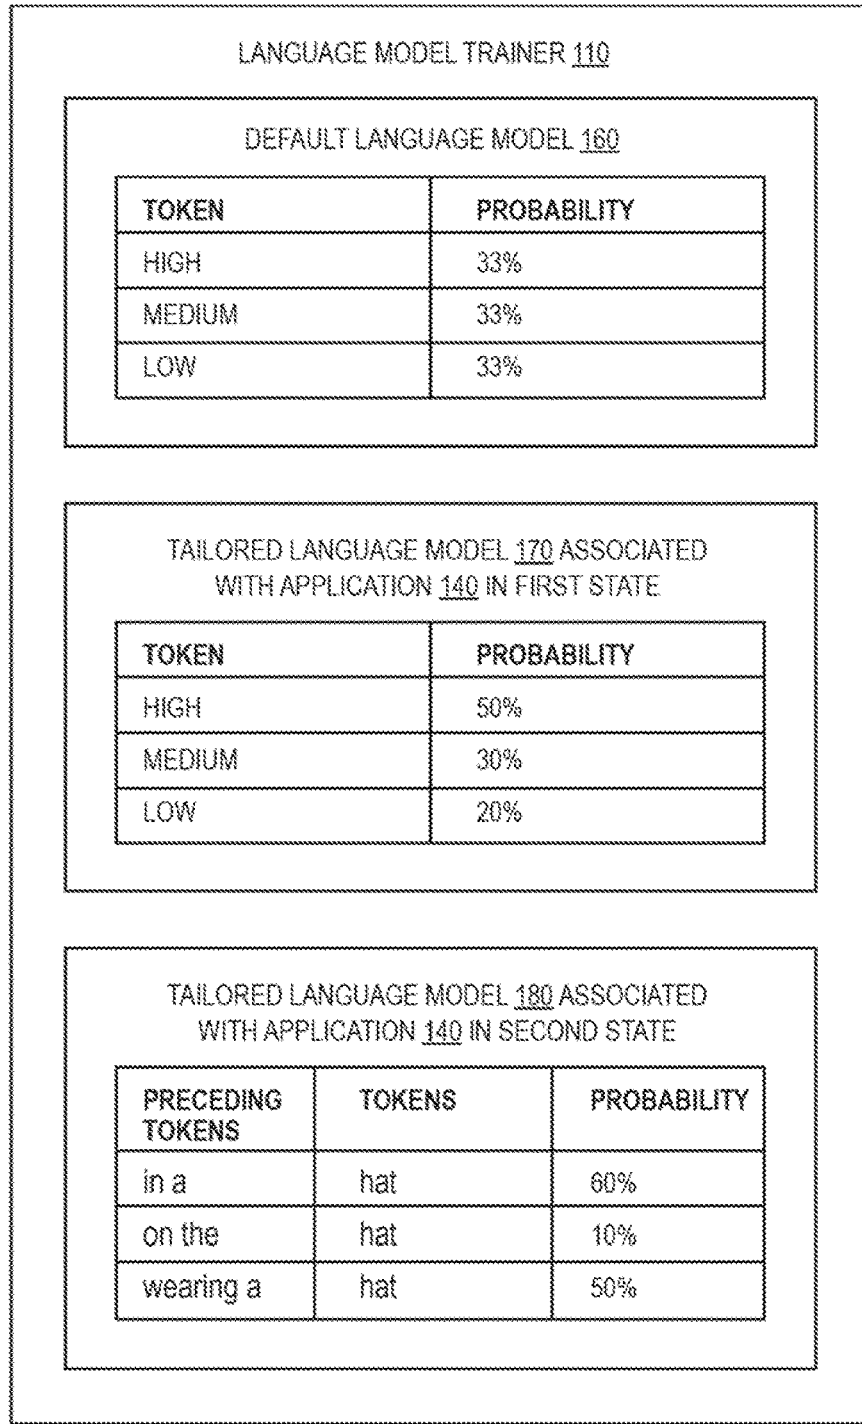 LANGUAGE MODEL TRAINER 110
DEFAULT LANGUAGE MODEL 160
TOKEN PROBABILITY
HIGH 33%
MEDIUM 33%
LOW 33%
TAILORED LANGUAGE MODEL 170 ASSOCIATED
WITH APPLICATION 140 IN FIRST STATE
TOKEN PROBABILITY
HIGH 50%
MEDIUM 30%
LOW 20%
TAILORED LANGUAGE MODEL 180 ASSOCIATED
WITH APPLICATION 140 IN SECOND STATE
PRECEDING TOKENS PROBABILITY
TOKENS
in a hat 60%
on the hat 10%
wearing a hat 50%